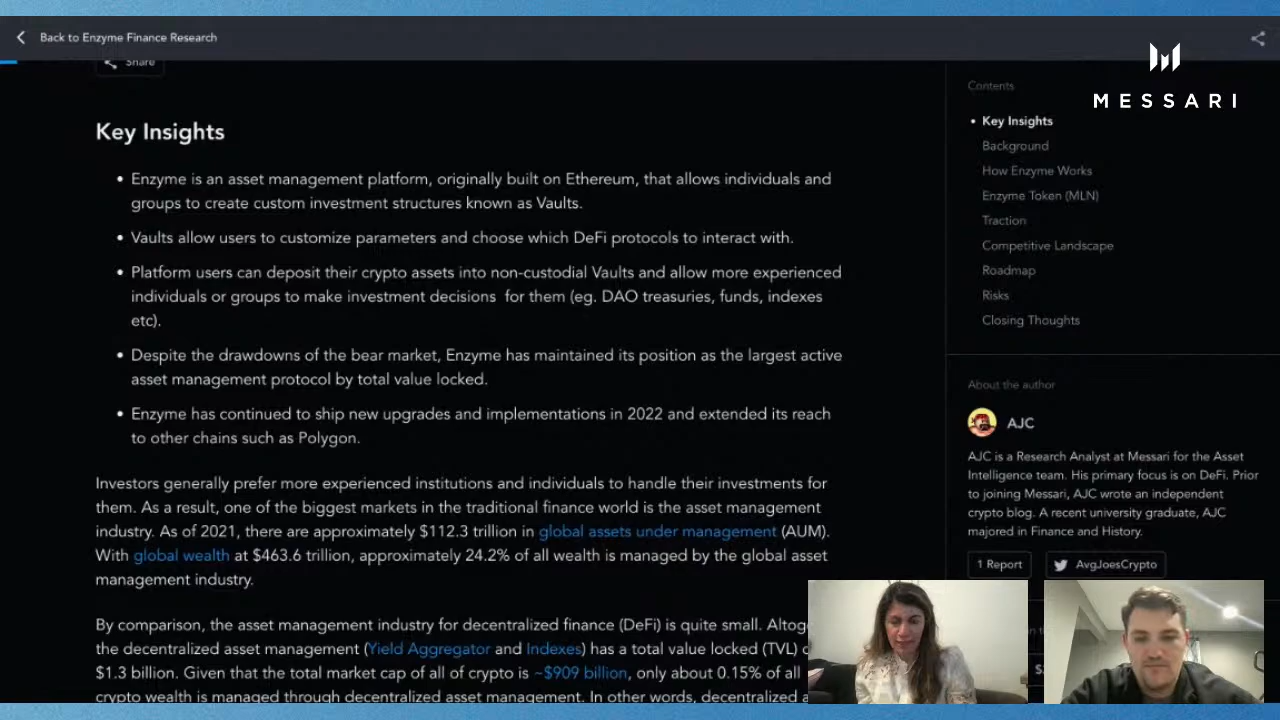 Back to Enzyme Finance Research
Share
MESSARI
Key Insights
• Enzyme is an asset management platform, originally built on Ethereum, that allows individuals and
groups to create custom investment structures known as Vaults.
• Vaults allow users to customize parameters and choose which DeFi protocols to interact with.
• Platform users can deposit their crypto assets into non-custodial Vaults and allow more experienced
individuals or groups to make investment decisions for them (eg. DAO treasuries, funds, indexes
etc).
• Despite the drawdowns of the bear market, Enzyme has maintained its position as the largest active
asset management protocol by total value locked.
• Enzyme has continued to ship new upgrades and implementations in 2022 and extended its reach
to other chains such as Polygon.
Investors generally prefer more experienced institutions and individuals to handle their investments for
them. As a result, one of the biggest markets in the traditional finance world is the asset management
industry. As of 2021, there are approximately $112.3 trillion in global assets under management (AUM).
With global wealth at $463.6 trillion, approximately 24.2% of all wealth is managed by the global asset
management industry.
By comparison, the asset management industry for decentralized finance (DeFi) is quite small.
the decentralized asset management (Yield Aggregator and Indexes) has a total value locked (TVL)
$1.3 billion. Given that the total market cap of all of crypto is ~$909 billion, only about 0.15% of all
crypto wealth is managed through decentralized asset management. In other words, decentralized
Contents
• Key Insights
Background
How Enzyme Works
Enzyme Token (MLN)
Traction
Competitive Landscape
Roadmap
Risks
Closing Thoughts
About the author
AJC
AJC is a Research Analyst at Messari for the Asset
Intelligence team. His primary focus is on DeFi. Prior
to joining Messari, AJC wrote an independent
crypto blog. A recent university graduate, AJC
majored in Finance and History.
1 Report
AvgJoesCrypto